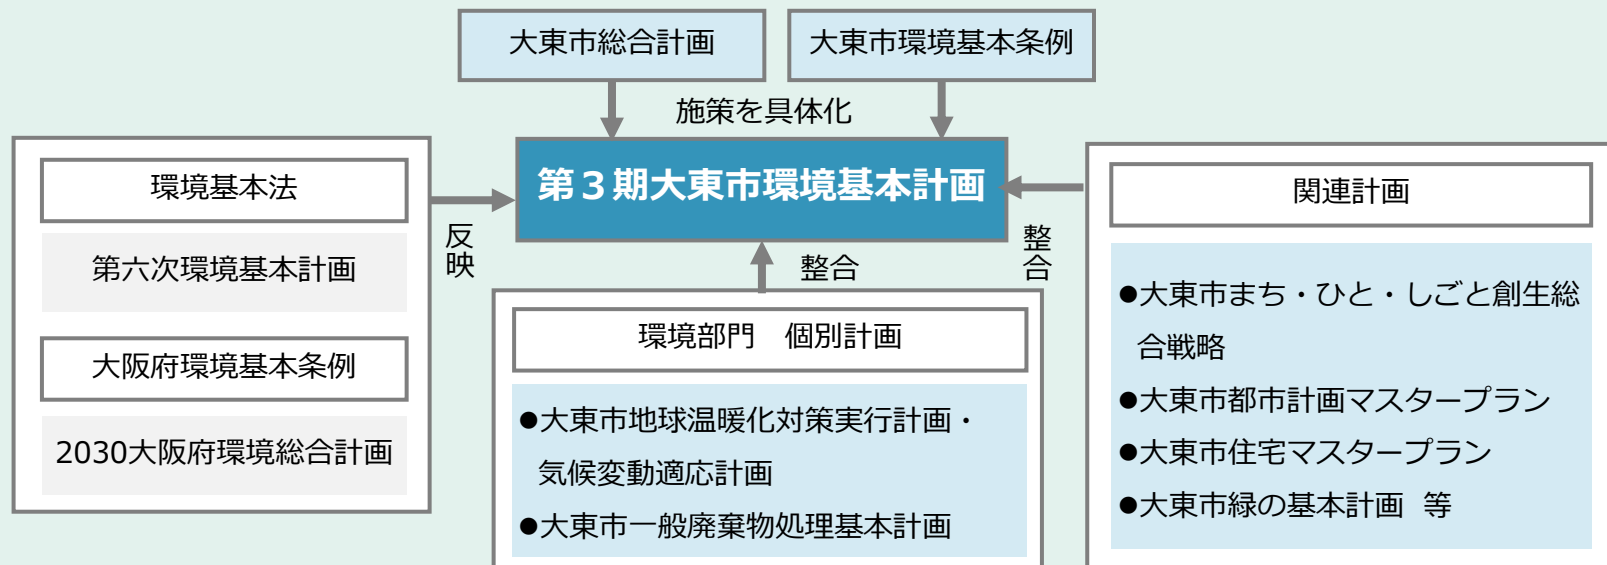 大東市総合計画
大東市環境基本条例
施策を具体化
第３期大東市環境基本計画
環境基本法
第六次環境基本計画
大阪府環境基本条例
2030大阪府環境総合計画
反映
整合
環境部門　個別計画
●大東市地球温暖化対策実行計画・
気候変動適応計画
●大東市一般廃棄物処理基本計画
整合
関連計画
●大東市まち・ひと・しごと創生総
合戦略
●大東市都市計画マスタープラン
●大東市住宅マスタープラン
●大東市緑の基本計画 等